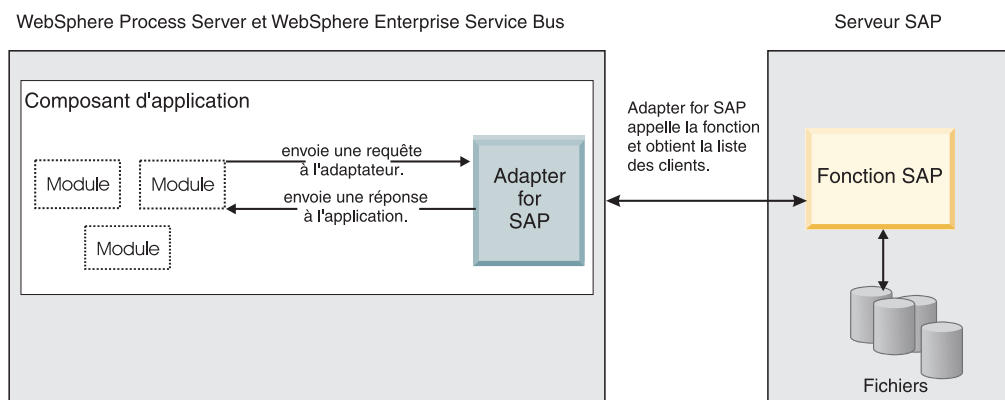 WebSphere Process Server et WebSphere Enterprise Service Bus
Serveur SAP
Composant d'application
Module
Module
Module
envoie une requête
à l'adaptateur.
envoie une réponse
à l'application.
Adapter
for
SAP
Adapter for SAP
appelle la fonction
et obtient la liste
des clients.
Fonction SAP
Fichiers